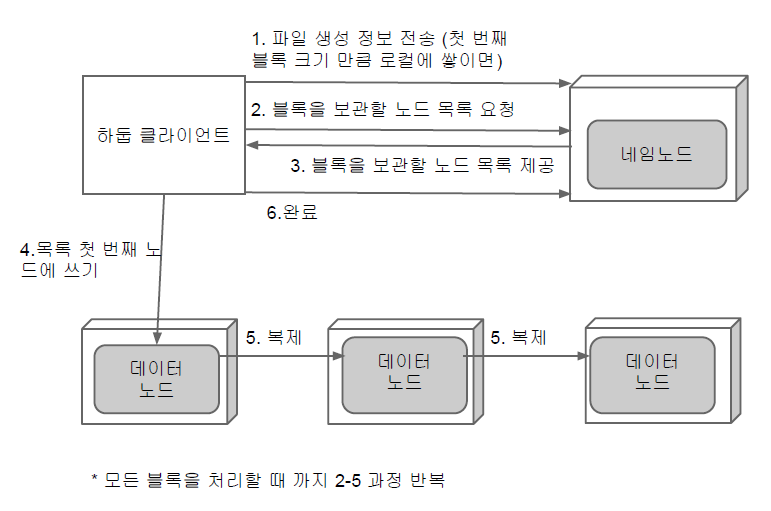 1. 파일 생성 정보 전송 (첫 번째
블록 크기 만큼 로컬에 쌓이면)
하둡 클라이언트
2. 블록을 보관할 노드 목록 요청
네임노드
3. 블록을 보관할 노드 목록 제공
6.완료
4.목록 첫 번째 노
드에 쓰기
5. 복제
5. 복제
데이터
노드
데이터
노드
데이터
노드
* 모든 블록을 처리할 때 까지 2-5 과정 반복